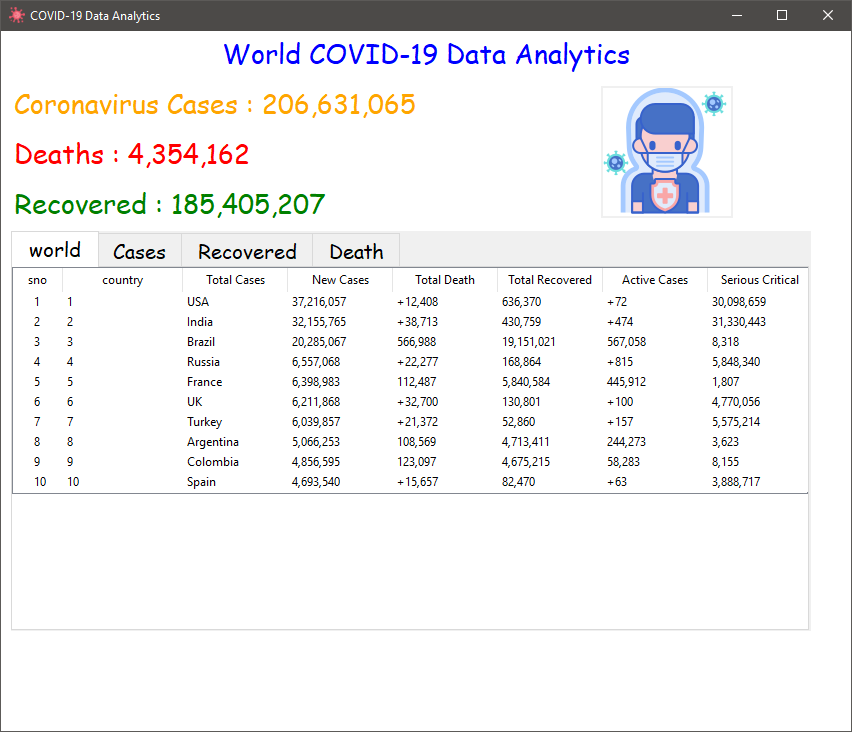 COVID-19 Data Analytics
World COVID-19 Data Analytics
Coronavirus Cases : 206,631,065
Deaths : 4,354,162
Recovered : 185,405,207
world Cases Recovered Death
sno country Total Cases New Cases Total Death Total Recovered Active Cases Serious Critical
1 1 USA 37,216,057 +12,408 636,370 +72 30,098,659
2 2 India 32,155,765 +38,713 430,759 +474 31,330,443
3 3 Brazil 20,285,067 566,988 19,151,021 567,058 8,318
4 4 Russia 6,557,068 +22,277 168,864 +815 5,848,340
5 5 France 6,398,983 112,487 5,840,584 445,912 1,807
6 6 UK 6,211,868 +32,700 130,801 +100 4,770,056
7 7 Turkey 6,039,857 +21,372 52,860 +157 5,575,214
8 8 Argentina 5,066,253 108,569 4,713,411 244,273 3,623
9 9 Colombia 4,856,595 123,097 4,675,215 58,283 8,155
10 10 Spain 4,693,540 +15,657 82,470 +63 3,888,717